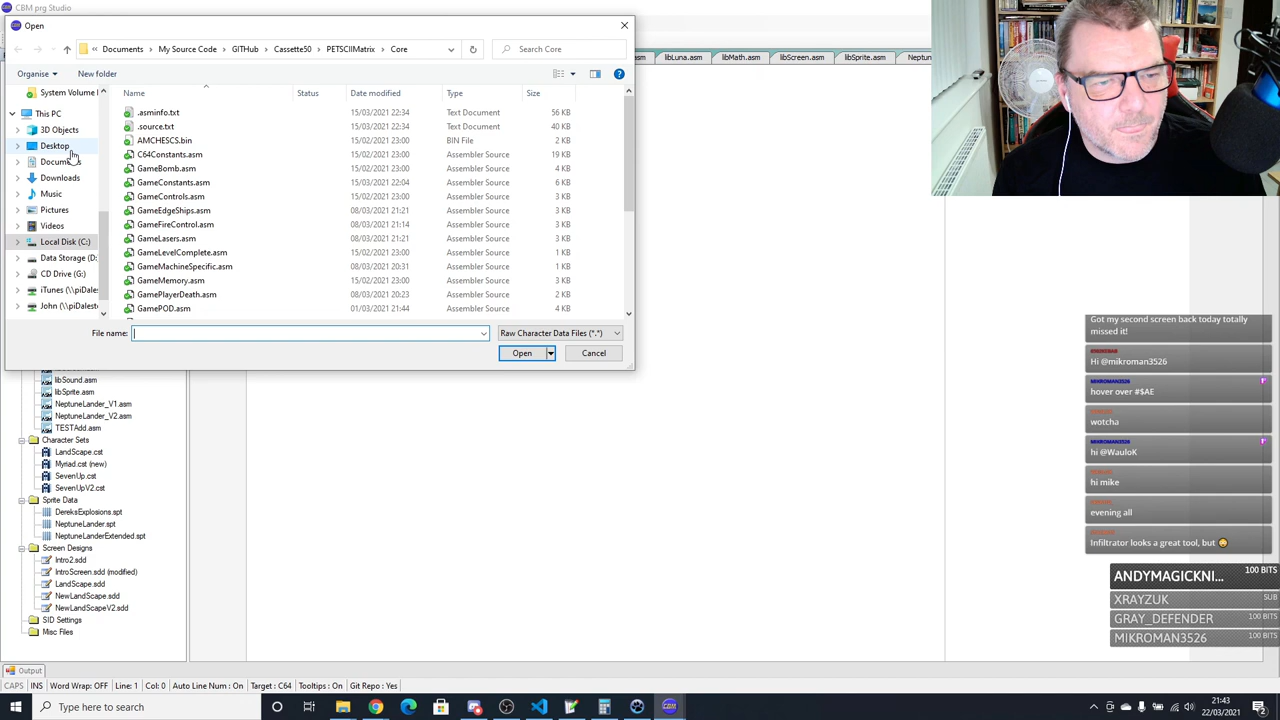 CBM prg Studio
Open
Documents > My Source Code > GITHub > Cassette50 > PETSCIIMatrix > Core
Search Core
libLuna.asm libMath.asm libScreen.asm libSprite.asm Neptun
Organise New folder
System Volume I
This PC
3D Objects
Desktop
Documents
Downloads
Music
Pictures
Videos
Local Disk (C:)
Data Storage (D:
CD Drive (G:)
iTunes (\\piDales
John (\\piDalest
Name Status Date modified Type Size
.asminfo.txt 15/03/2021 22:34 Text Document 56 KB
.source.txt 15/03/2021 22:34 Text Document 40 KB
AMCHESCS.bin 15/02/2021 23:00 BIN File 2 KB
C64Constants.asm 15/02/2021 23:00 Assembler Source 19 KB
GameBomb.asm 15/02/2021 23:00 Assembler Source 4 KB
GameConstants.asm 15/03/2021 22:04 Assembler Source 6 KB
GameControls.asm 15/02/2021 23:00 Assembler Source 3 KB
GameEdgeShips.asm 08/03/2021 21:21 Assembler Source 3 KB
GameFireControl.asm 08/03/2021 21:14 Assembler Source 3 KB
GameLasers.asm 08/03/2021 21:21 Assembler Source 3 KB
GameLevelComplete.asm 15/02/2021 23:00 Assembler Source 1 KB
GameMachineSpecific.asm 08/03/2021 20:31 Assembler Source 3 KB
GameMemory.asm 15/02/2021 23:00 Assembler Source 1 KB
GamePlayerDeath.asm 08/03/2021 20:23 Assembler Source 2 KB
GamePOD.asm 01/03/2021 21:44 Assembler Source 4 KB
File name: Raw Character Data Files (*.*)
Open Cancel
libSound.asm
libSprite.asm
NeptuneLander_V1.asm
NeptuneLander_V2.asm
TESTAdd.asm
Character Sets
LandScape.cst
Myriad.cst (new)
SevenUp.cst
SevenUpV2.cst
Sprite Data
DereksExplosions.spt
NeptuneLander.spt
NeptuneLanderExtended.spt
Screen Designs
Intro2.sdd
IntroScreen.sdd (modified)
LandScape.sdd
NewLandScape.sdd
NewLandScapeV2.sdd
SID Settings
Misc Files
Output
CAPS INS Word Wrap: OFF Line: 1 Col: 0 Auto Line Num : On Target : C64 Tooltips : On Git Repo : Yes
Type here to search
21:43
22/03/2021
2
Got my second screen back today totally
missed it!
Hi @mikroman3526
MIKROMAN3526
hover over #$AE
wotcha
MIKROMAN3526
hi @WauloK
hi mike
evening all
Infiltrator looks a great tool, but
ANDYMAGICKNI... 100 BITS
XRAYZUK SUB
GRAY_DEFENDER 100 BITS
MIKROMAN3526 100 BITS